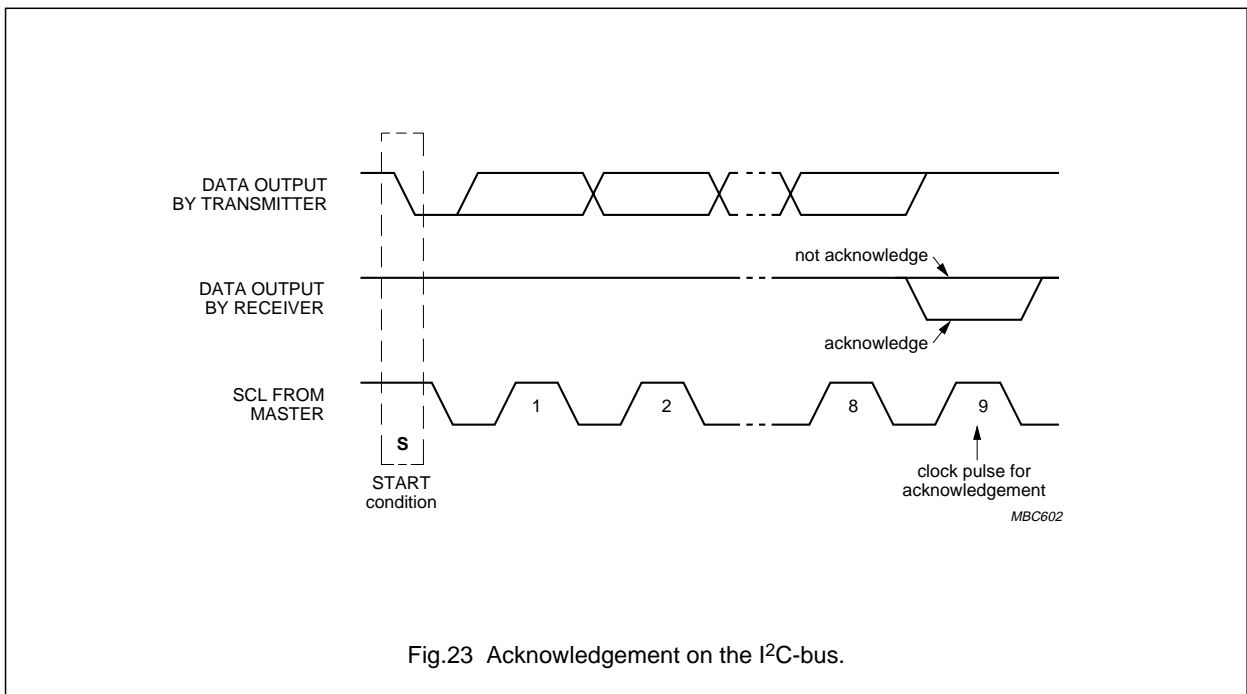 DATA OUTPUT
BY TRANSMITTER
not acknowledge
DATA OUTPUT
BY RECEIVER
acknowledge
SCL FROM
MASTER
1
2
8
9
S
START
condition
clock pulse for
acknowledgement
MBC602
Fig.23 Acknowledgement on the I²C-bus.